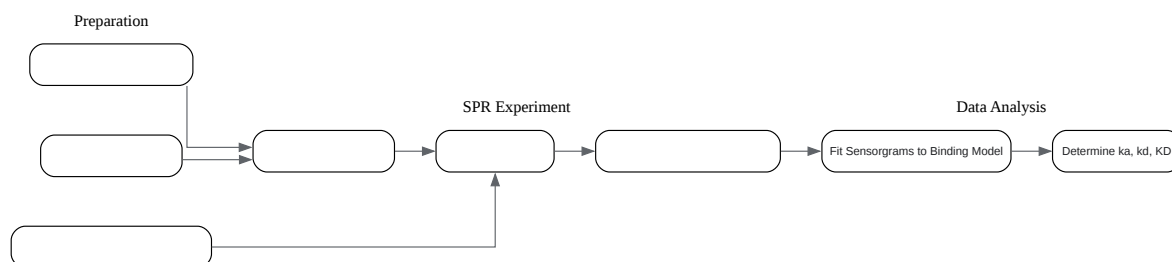 Preparation
SPR Experiment
Data Analysis
Fit Sensorgrams to Binding Model
Determine ka, kd, KD